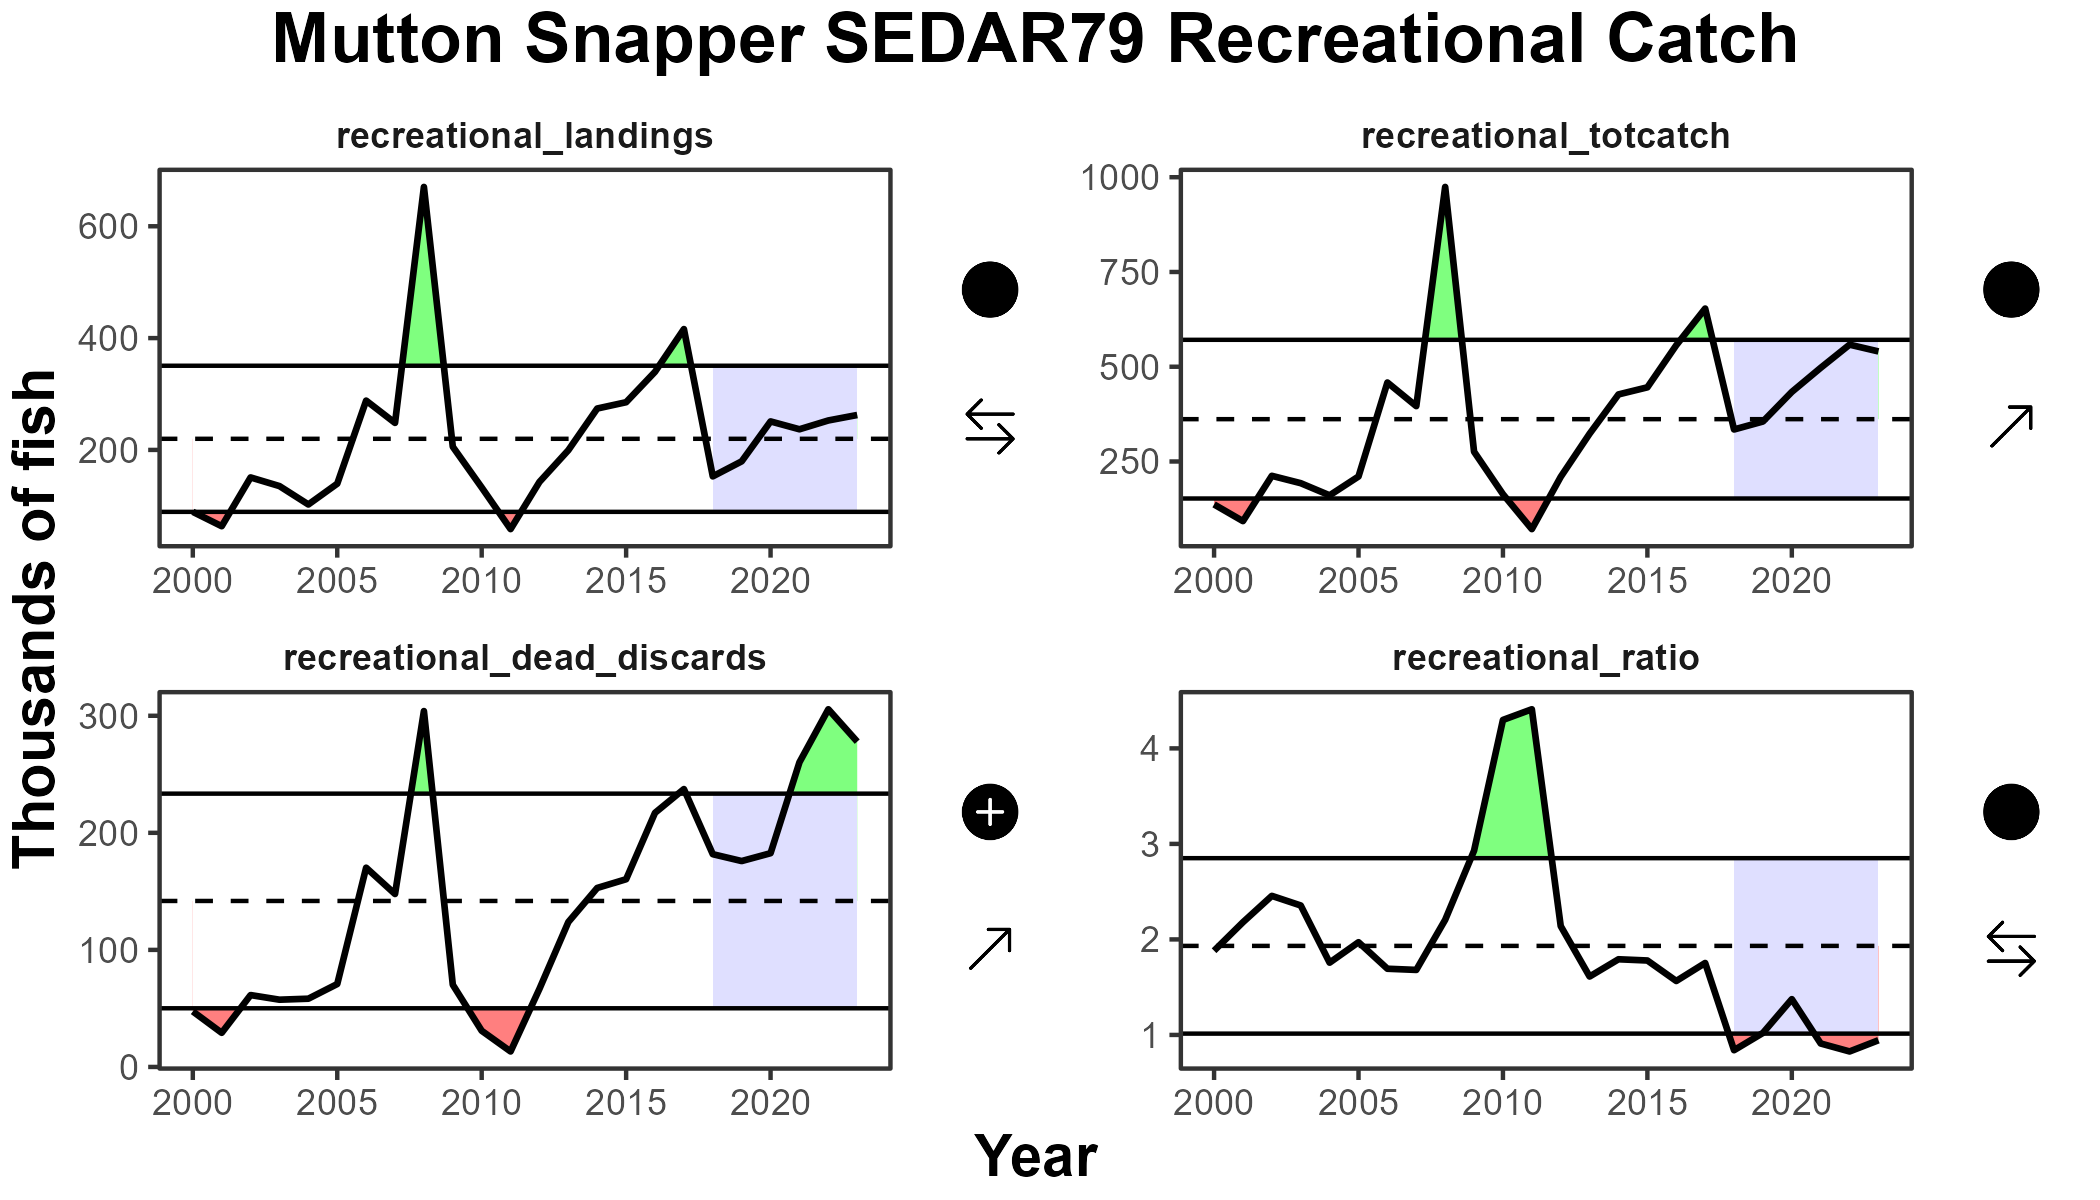 Mutton Snapper SEDAR79 Recreational Catch
recreational_landings
600
400
200
2000 2005 2010 2015 2020
recreational_totcatch
1000
750
500
250
2000 2005 2010 2015 2020
Thousands of fish
recreational_dead_discards
300
200
100
0
2000 2005 2010 2015 2020
recreational_ratio
4
3
2
1
2000 2005 2010 2015 2020
Year